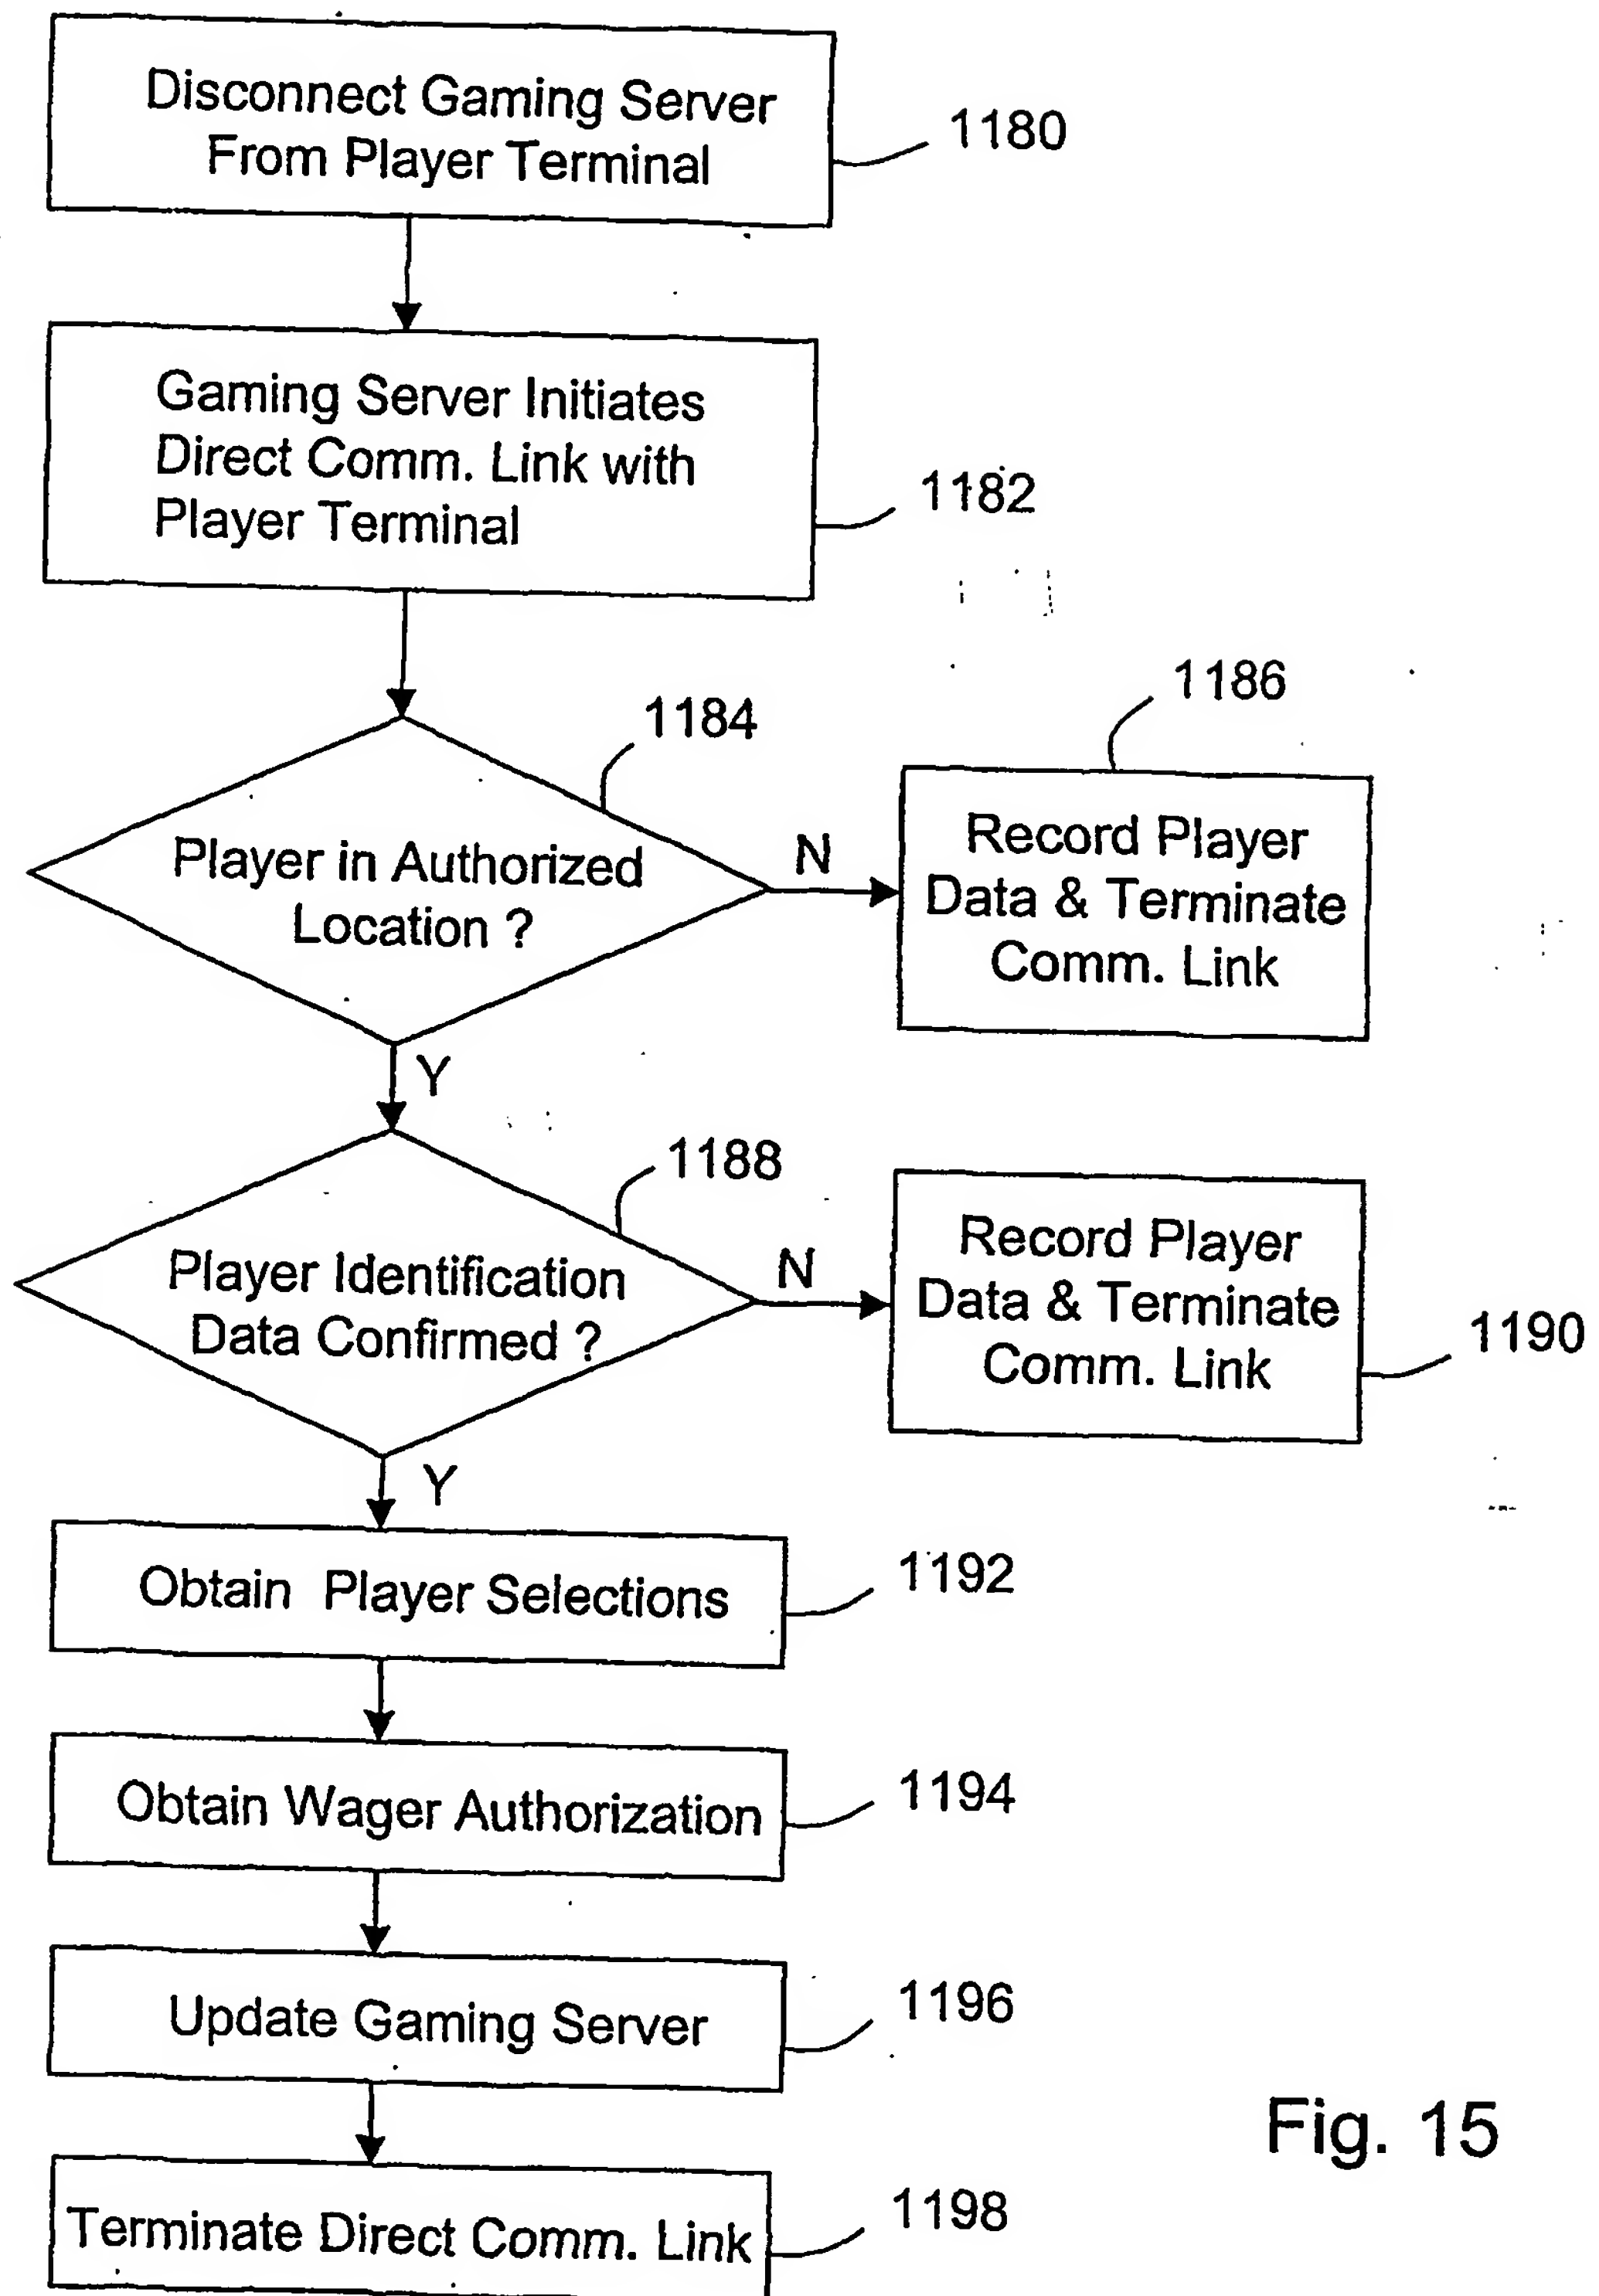 Disconnect Gaming Server
From Player Terminal
1180
Gaming Server Initiates
Direct Comm. Link with
Player Terminal
1182
1184
Player in Authorized
Location ?
N
1186
Record Player
Data & Terminate
Comm. Link
Y
1188
Player Identification
Data Confirmed ?
N
Record Player
Data & Terminate
Comm. Link
1190
Y
Obtain Player Selections
1192
Obtain Wager Authorization
1194
Update Gaming Server
1196
Terminate Direct Comm. Link
1198
Fig. 15